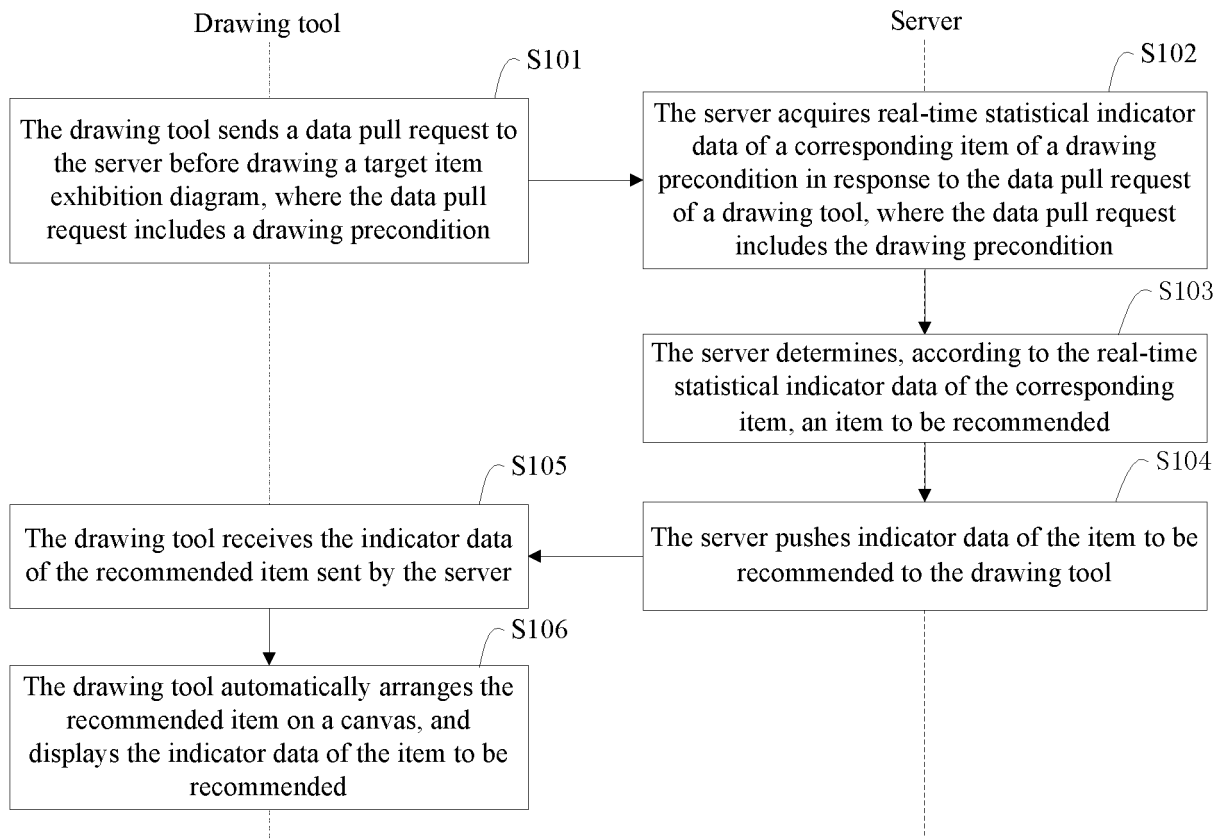 Drawing tool
Server
S101
The drawing tool sends a data pull request to
the server before drawing a target item
exhibition diagram, where the data pull
request includes a drawing precondition
S102
The server acquires real-time statistical indicator
data of a corresponding item of a drawing
precondition in response to the data pull request
of a drawing tool, where the data pull request
includes the drawing precondition
S103
The server determines, according to the real-time
statistical indicator data of the corresponding
item, an item to be recommended
S104
The server pushes indicator data of the item to be
recommended to the drawing tool
S105
The drawing tool receives the indicator data
of the recommended item sent by the server
S106
The drawing tool automatically arranges the
recommended item on a canvas, and
displays the indicator data of the item to be
recommended